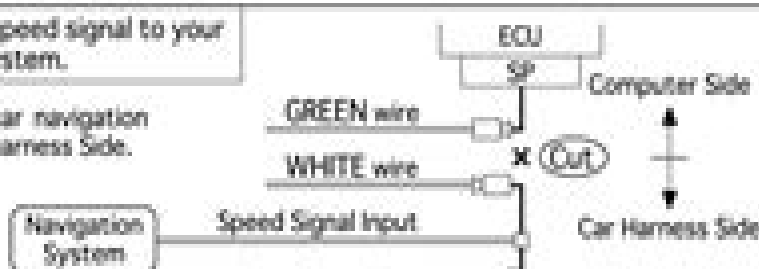 peed signal to your
stem.
ar navigation
arness Side.
ECU
SP
Computer Side
GREEN wire
× Cut
WHITE wire
Navigation
System
Speed Signal Input
Car Harness Side